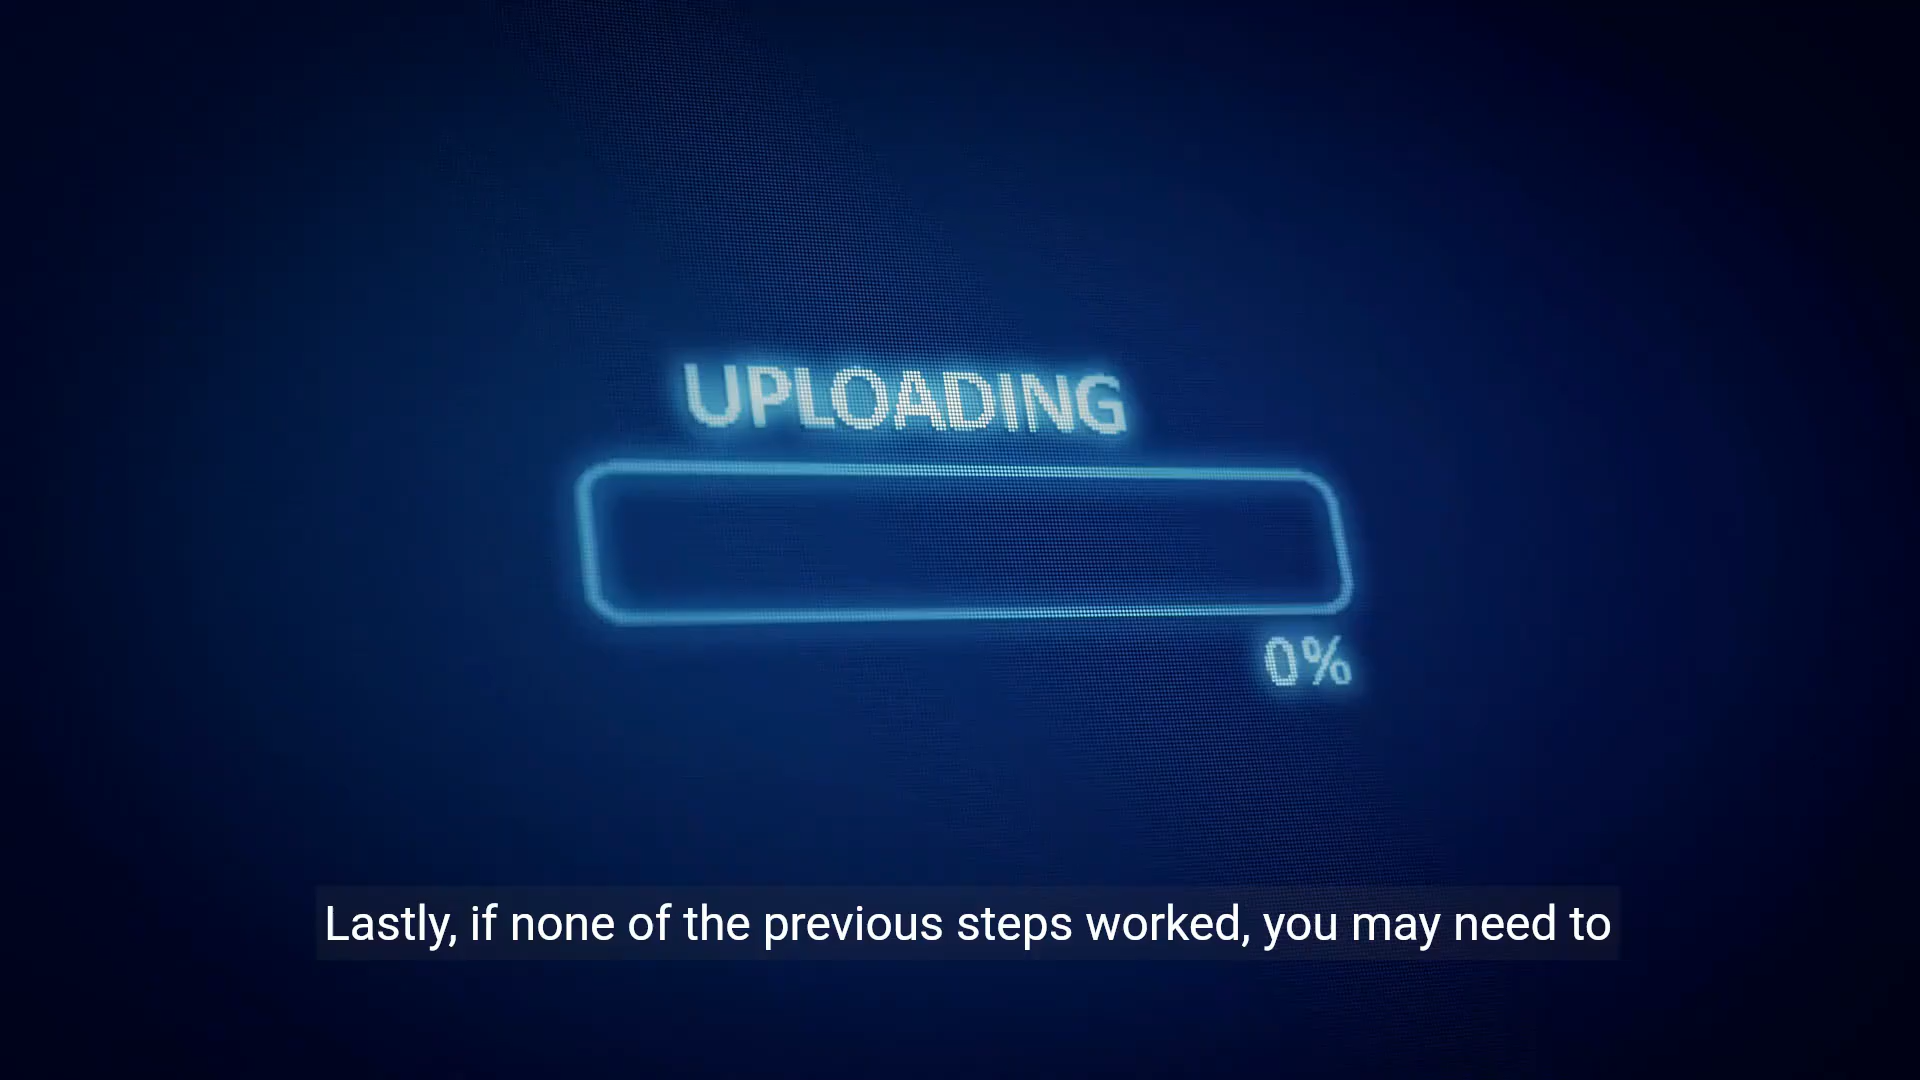 UPLOADING
0%
Lastly, if none of the previous steps worked, you may need to